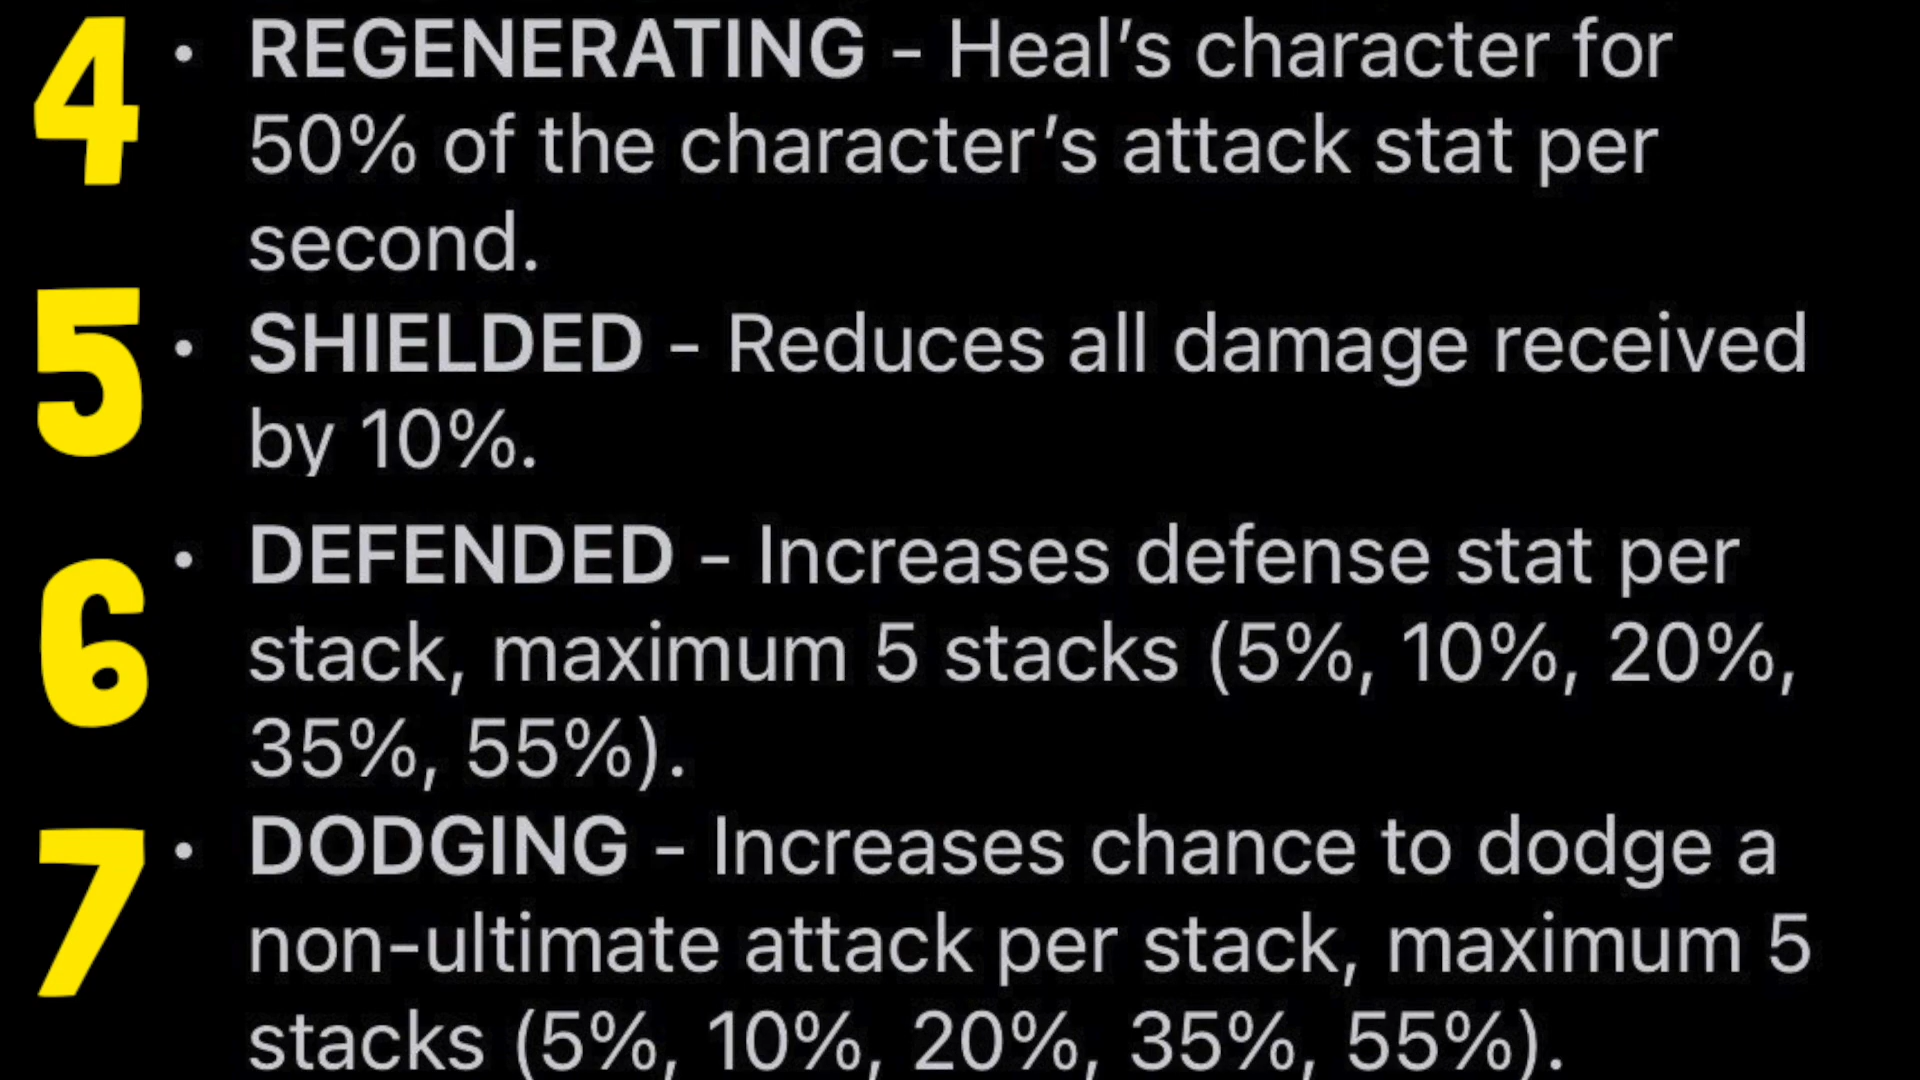 4 • REGENERATING - Heal’s character for
50% of the character’s attack stat per
second.
5 • SHIELDED - Reduces all damage received
by 10%.
6 • DEFENDED - Increases defense stat per
stack, maximum 5 stacks (5%, 10%, 20%,
35%, 55%).
7 • DODGING - Increases chance to dodge a
non-ultimate attack per stack, maximum 5
stacks (5%, 10%, 20%, 35%, 55%).